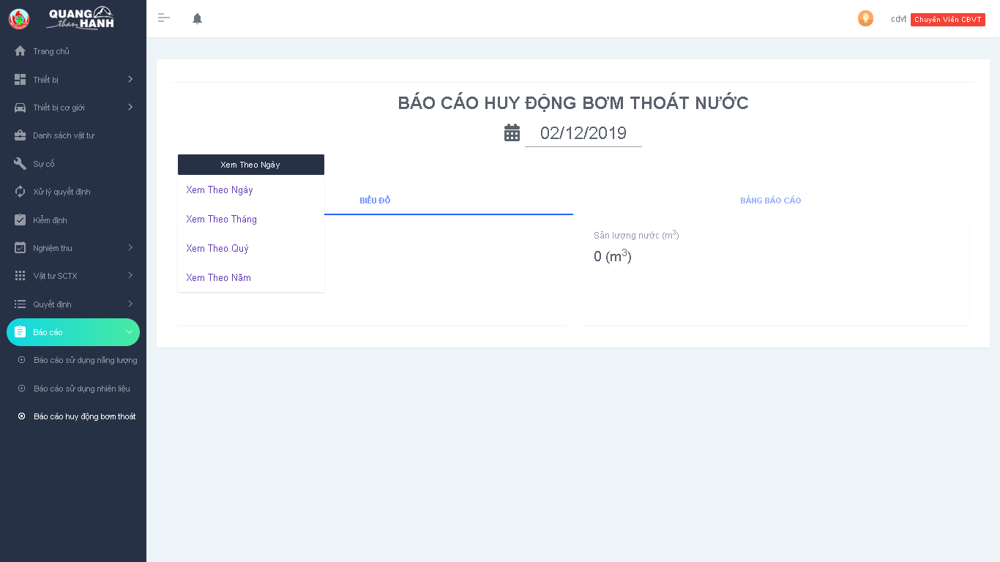 QUANG
than HANH
cdvt Chuyên Viên CĐVT
Trang chủ
Thiết bị
Thiết bị cơ giới
Danh sách vật tư
Sự cố
Xử lý quyết định
Kiểm định
Nghiệm thu
Vật tư SCTX
Quyết định
Báo cáo
Báo cáo sử dụng năng lượng
Báo cáo sử dụng nhiên liệu
Báo cáo huy động bơm thoát
BÁO CÁO HUY ĐỘNG BƠM THOÁT NƯỚC
02/12/2019
Xem Theo Ngày
Xem Theo Ngày
Xem Theo Tháng
Xem Theo Quý
Xem Theo Năm
BIỂU ĐỒ
BẢNG BÁO CÁO
Sản lượng nước (m³)
0 (m³)